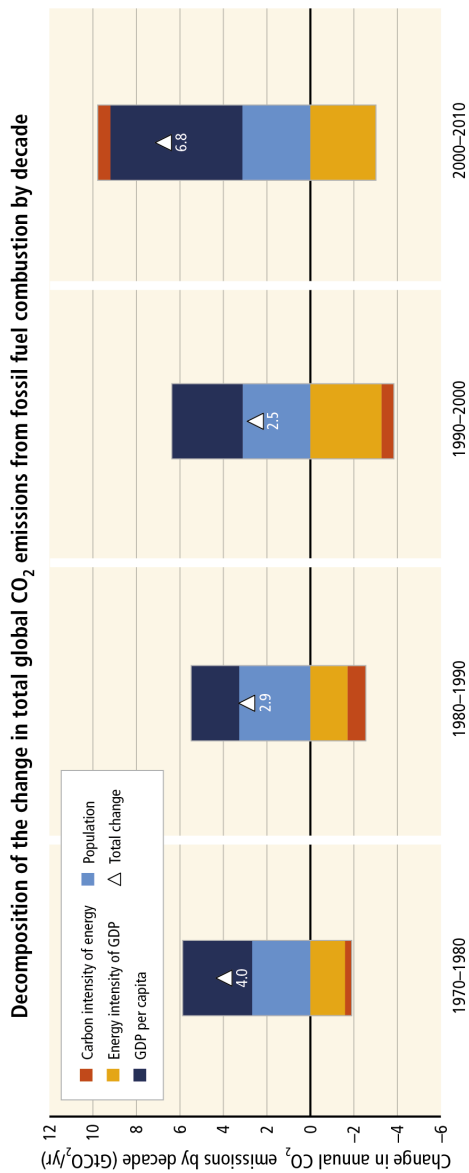 Decomposition of the change in total global CO₂ emissions from fossil fuel combustion by decade
Change in annual CO₂ emissions by decade (GtCO₂/yr)
12
10
8
6
4
2
0
−2
−4
−6
Carbon intensity of energy
Energy intensity of GDP
GDP per capita
Population
Total change
4.0
2.9
2.5
6.8
1970–1980
1980–1990
1990–2000
2000–2010